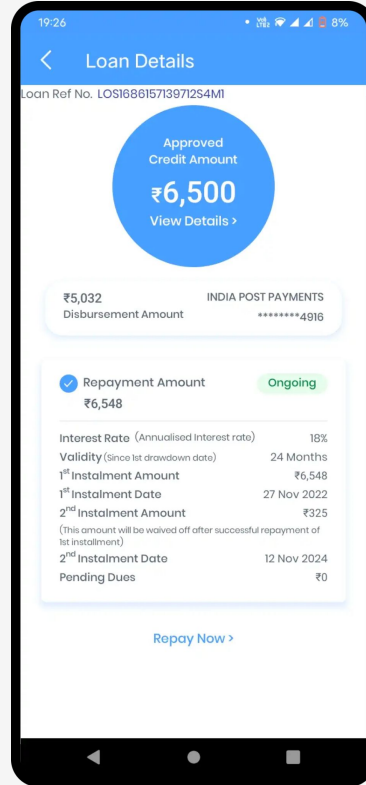 19:26
Vo) LTE2 8%
Loan Details
Loan Ref No. LOS1686157139712S4M1
Approved
Credit Amount
₹6,500
View Details >
₹5,032 INDIA POST PAYMENTS
Disbursement Amount ********4916
Repayment Amount Ongoing
₹6,548
Interest Rate (Annualised Interest rate) 18%
Validity (Since 1st drawdown date) 24 Months
1st Instalment Amount ₹6,548
1st Instalment Date 27 Nov 2022
2nd Instalment Amount ₹325
(This amount will be waived off after successful repayment of
1st installment)
2nd Instalment Date 12 Nov 2024
Pending Dues ₹0
Repay Now >